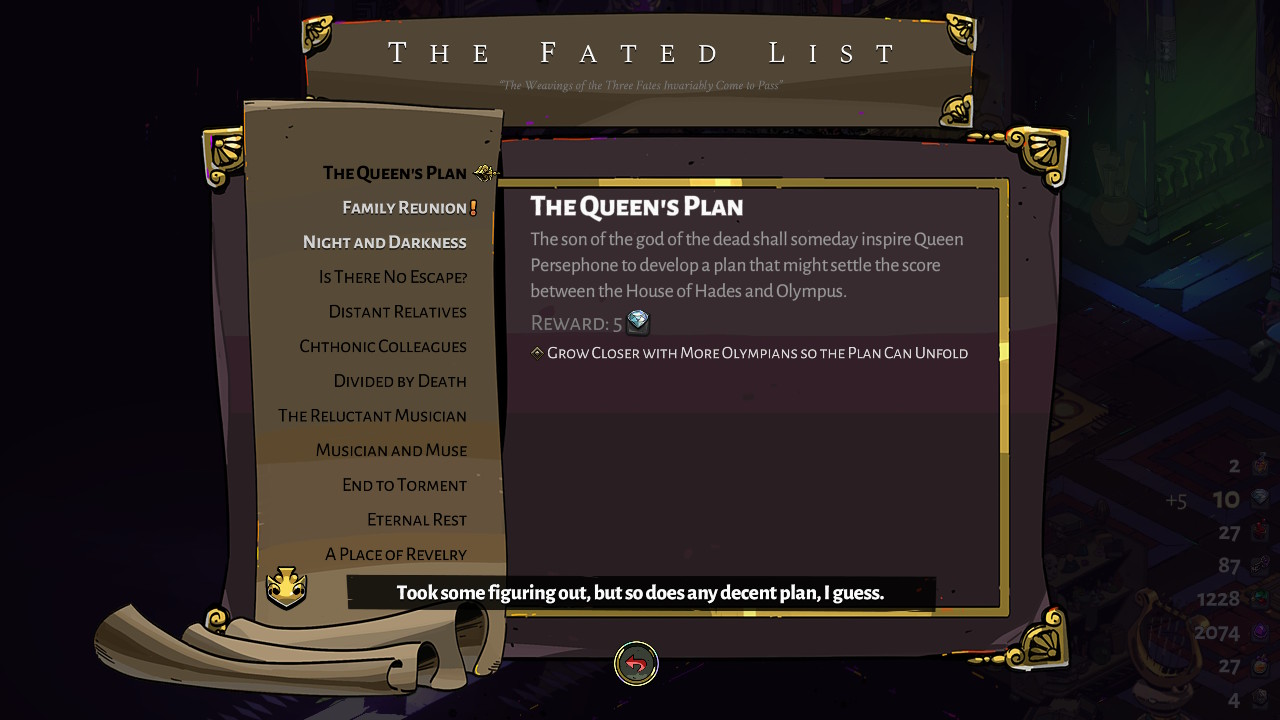 THE FATED LIST
"The Weavings of the Three Fates Invariably Come to Pass"
THE QUEEN'S PLAN
FAMILY REUNION!
NIGHT AND DARKNESS
IS THERE NO ESCAPE?
DISTANT RELATIVES
CHTHONIC COLLEAGUES
DIVIDED BY DEATH
THE RELUCTANT MUSICIAN
MUSICIAN AND MUSE
END TO TORMENT
ETERNAL REST
A PLACE OF REVELRY
THE QUEEN'S PLAN
The son of the god of the dead shall someday inspire Queen
Persephone to develop a plan that might settle the score
between the House of Hades and Olympus.
REWARD: 5
GROW CLOSER WITH MORE OLYMPIANS SO THE PLAN CAN UNFOLD
Took some figuring out, but so does any decent plan, I guess.
2
+5 10
27
87
1228
2074
27
4